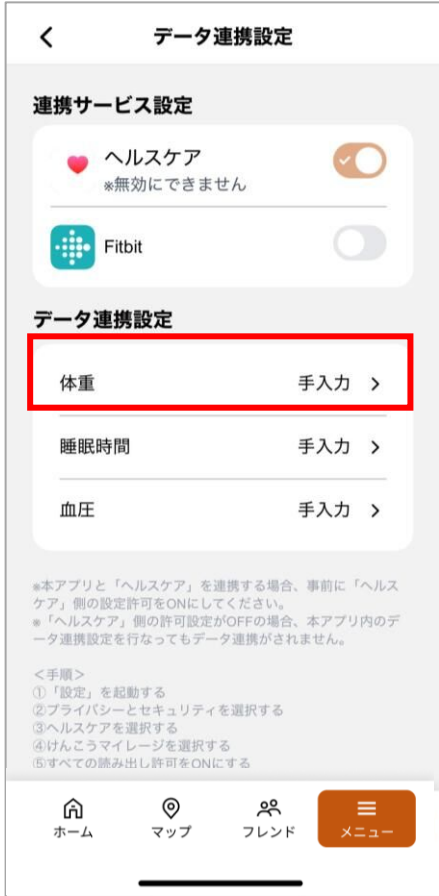 データ連携設定
連携サービス設定
ヘルスケア
※無効にできません
Fitbit
データ連携設定
体重 手入力
睡眠時間 手入力
血圧 手入力
※本アプリと「ヘルスケア」を連携する場合、事前に「ヘルス
ケア」側の設定許可をONにしてください。
※「ヘルスケア」側の許可設定がOFFの場合、本アプリ内のデ
ータ連携設定を行なってもデータ連携がされません。
<手順>
①「設定」を起動する
②プライバシーとセキュリティを選択する
③ヘルスケアを選択する
④けんこうマイレージを選択する
⑤すべての読み出し許可をONにする
ホーム マップ フレンド メニュー